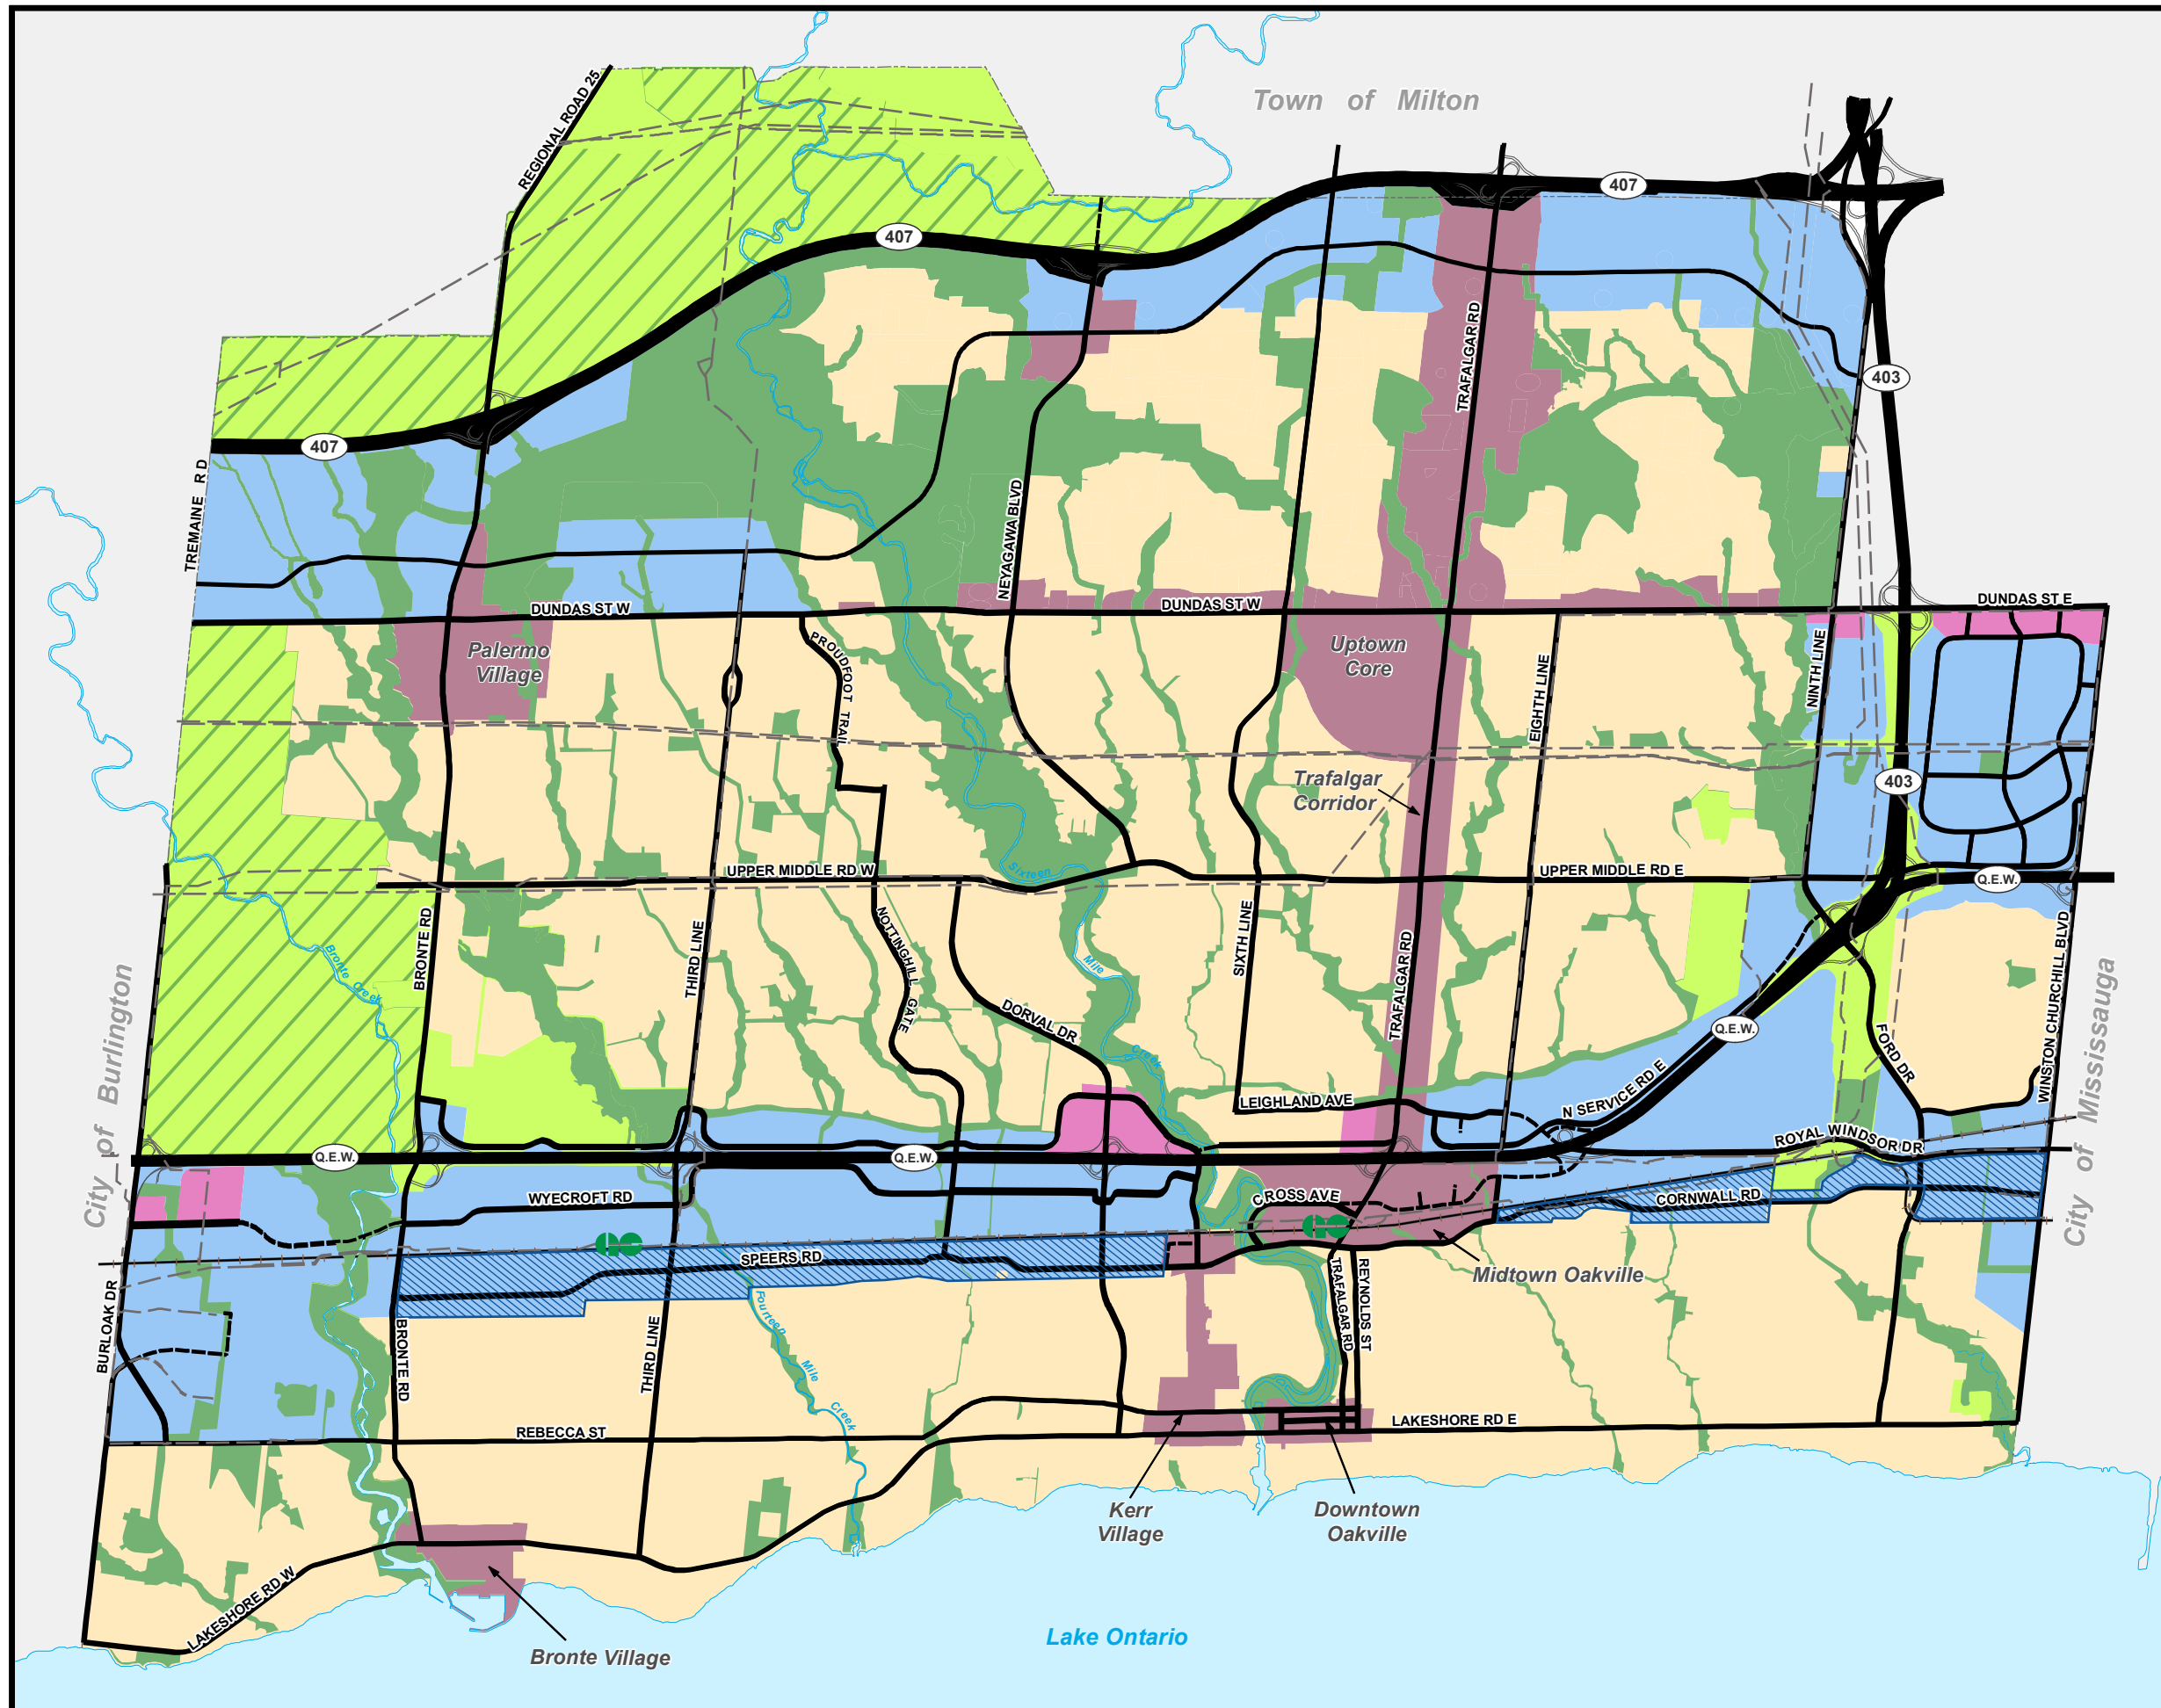 Town of Milton
REGIONAL ROAD 25
407
407
407
403
TRAFALGAR RD
TREMAINE RD
NEYAGAWA BLVD
DUNDAS ST W
DUNDAS ST W
DUNDAS ST E
Palermo
Village
PROUDFOOT TRAIL
Uptown
Core
EIGHTH LINE
NINTH LINE
Trafalgar
Corridor
403
UPPER MIDDLE RD W
Sixteen
UPPER MIDDLE RD E
Q.E.W.
BRONTE RD
Bronte
Creek
THIRD LINE
NOTTINGHILL GATE
DORVAL DR
Mile
Creek
SIXTH LINE
TRAFALGAR RD
Q.E.W.
FORD DR
WINSTON CHURCHILL BLVD
City of Burlington
City of Mississauga
LEIGHLAND AVE
N SERVICE RD E
ROYAL WINDSOR DR
Q.E.W.
Q.E.W.
WYECROFT RD
CROSS AVE
CORNWALL RD
GO
GO
SPEERS RD
Midtown Oakville
BURLOAK DR
BRONTE RD
THIRD LINE
Fourteen
Mile
Creek
TRAFALGAR RD
REYNOLDS ST
REBECCA ST
LAKESHORE RD E
Kerr
Village
Downtown
Oakville
LAKESHORE RD W
Bronte Village
Lake Ontario